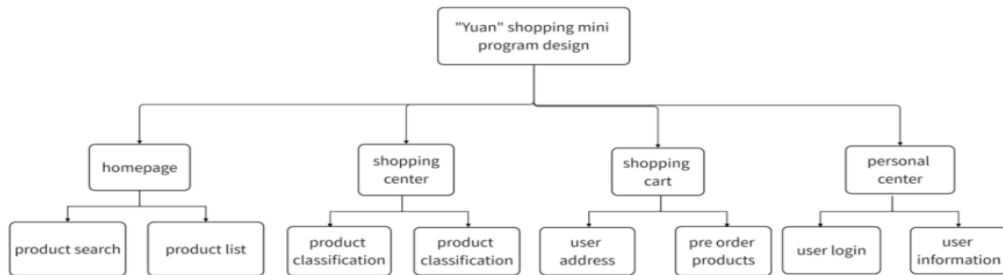 "Yuan" shopping mini
program design
homepage
shopping
center
shopping
cart
personal
center
product search
product list
product
classification
product
classification
user
address
pre order
products
user login
user
information